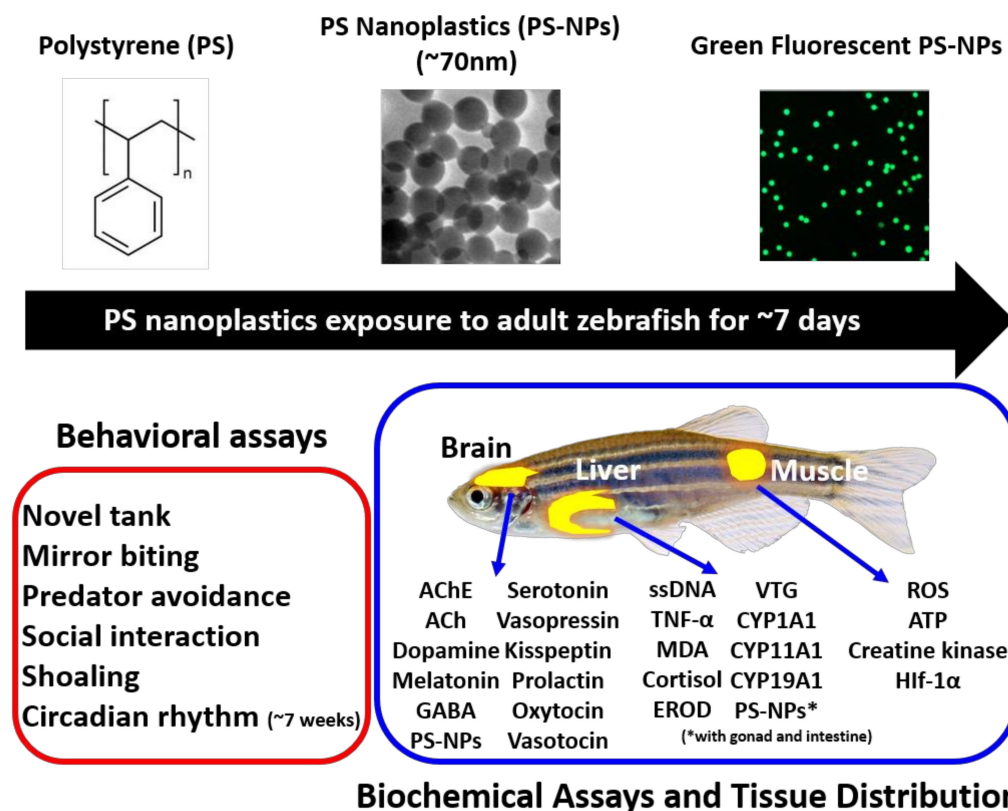 Polystyrene (PS)
PS Nanoplastics (PS-NPs)
(~70nm)
Green Fluorescent PS-NPs
n
PS nanoplastics exposure to adult zebrafish for ~7 days
Behavioral assays
Novel tank
Mirror biting
Predator avoidance
Social interaction
Shoaling
Circadian rhythm (~7 weeks)
Brain
Liver
Muscle
AChE Serotonin ssDNA VTG ROS
ACh Vasopressin TNF-α CYP1A1 ATP
Dopamine Kisspeptin MDA CYP11A1 Creatine kinase
Melatonin Prolactin Cortisol CYP19A1 HIf-1α
GABA Oxytocin EROD PS-NPs*
PS-NPs Vasotocin (*with gonad and intestine)
Biochemical Assays and Tissue Distribution